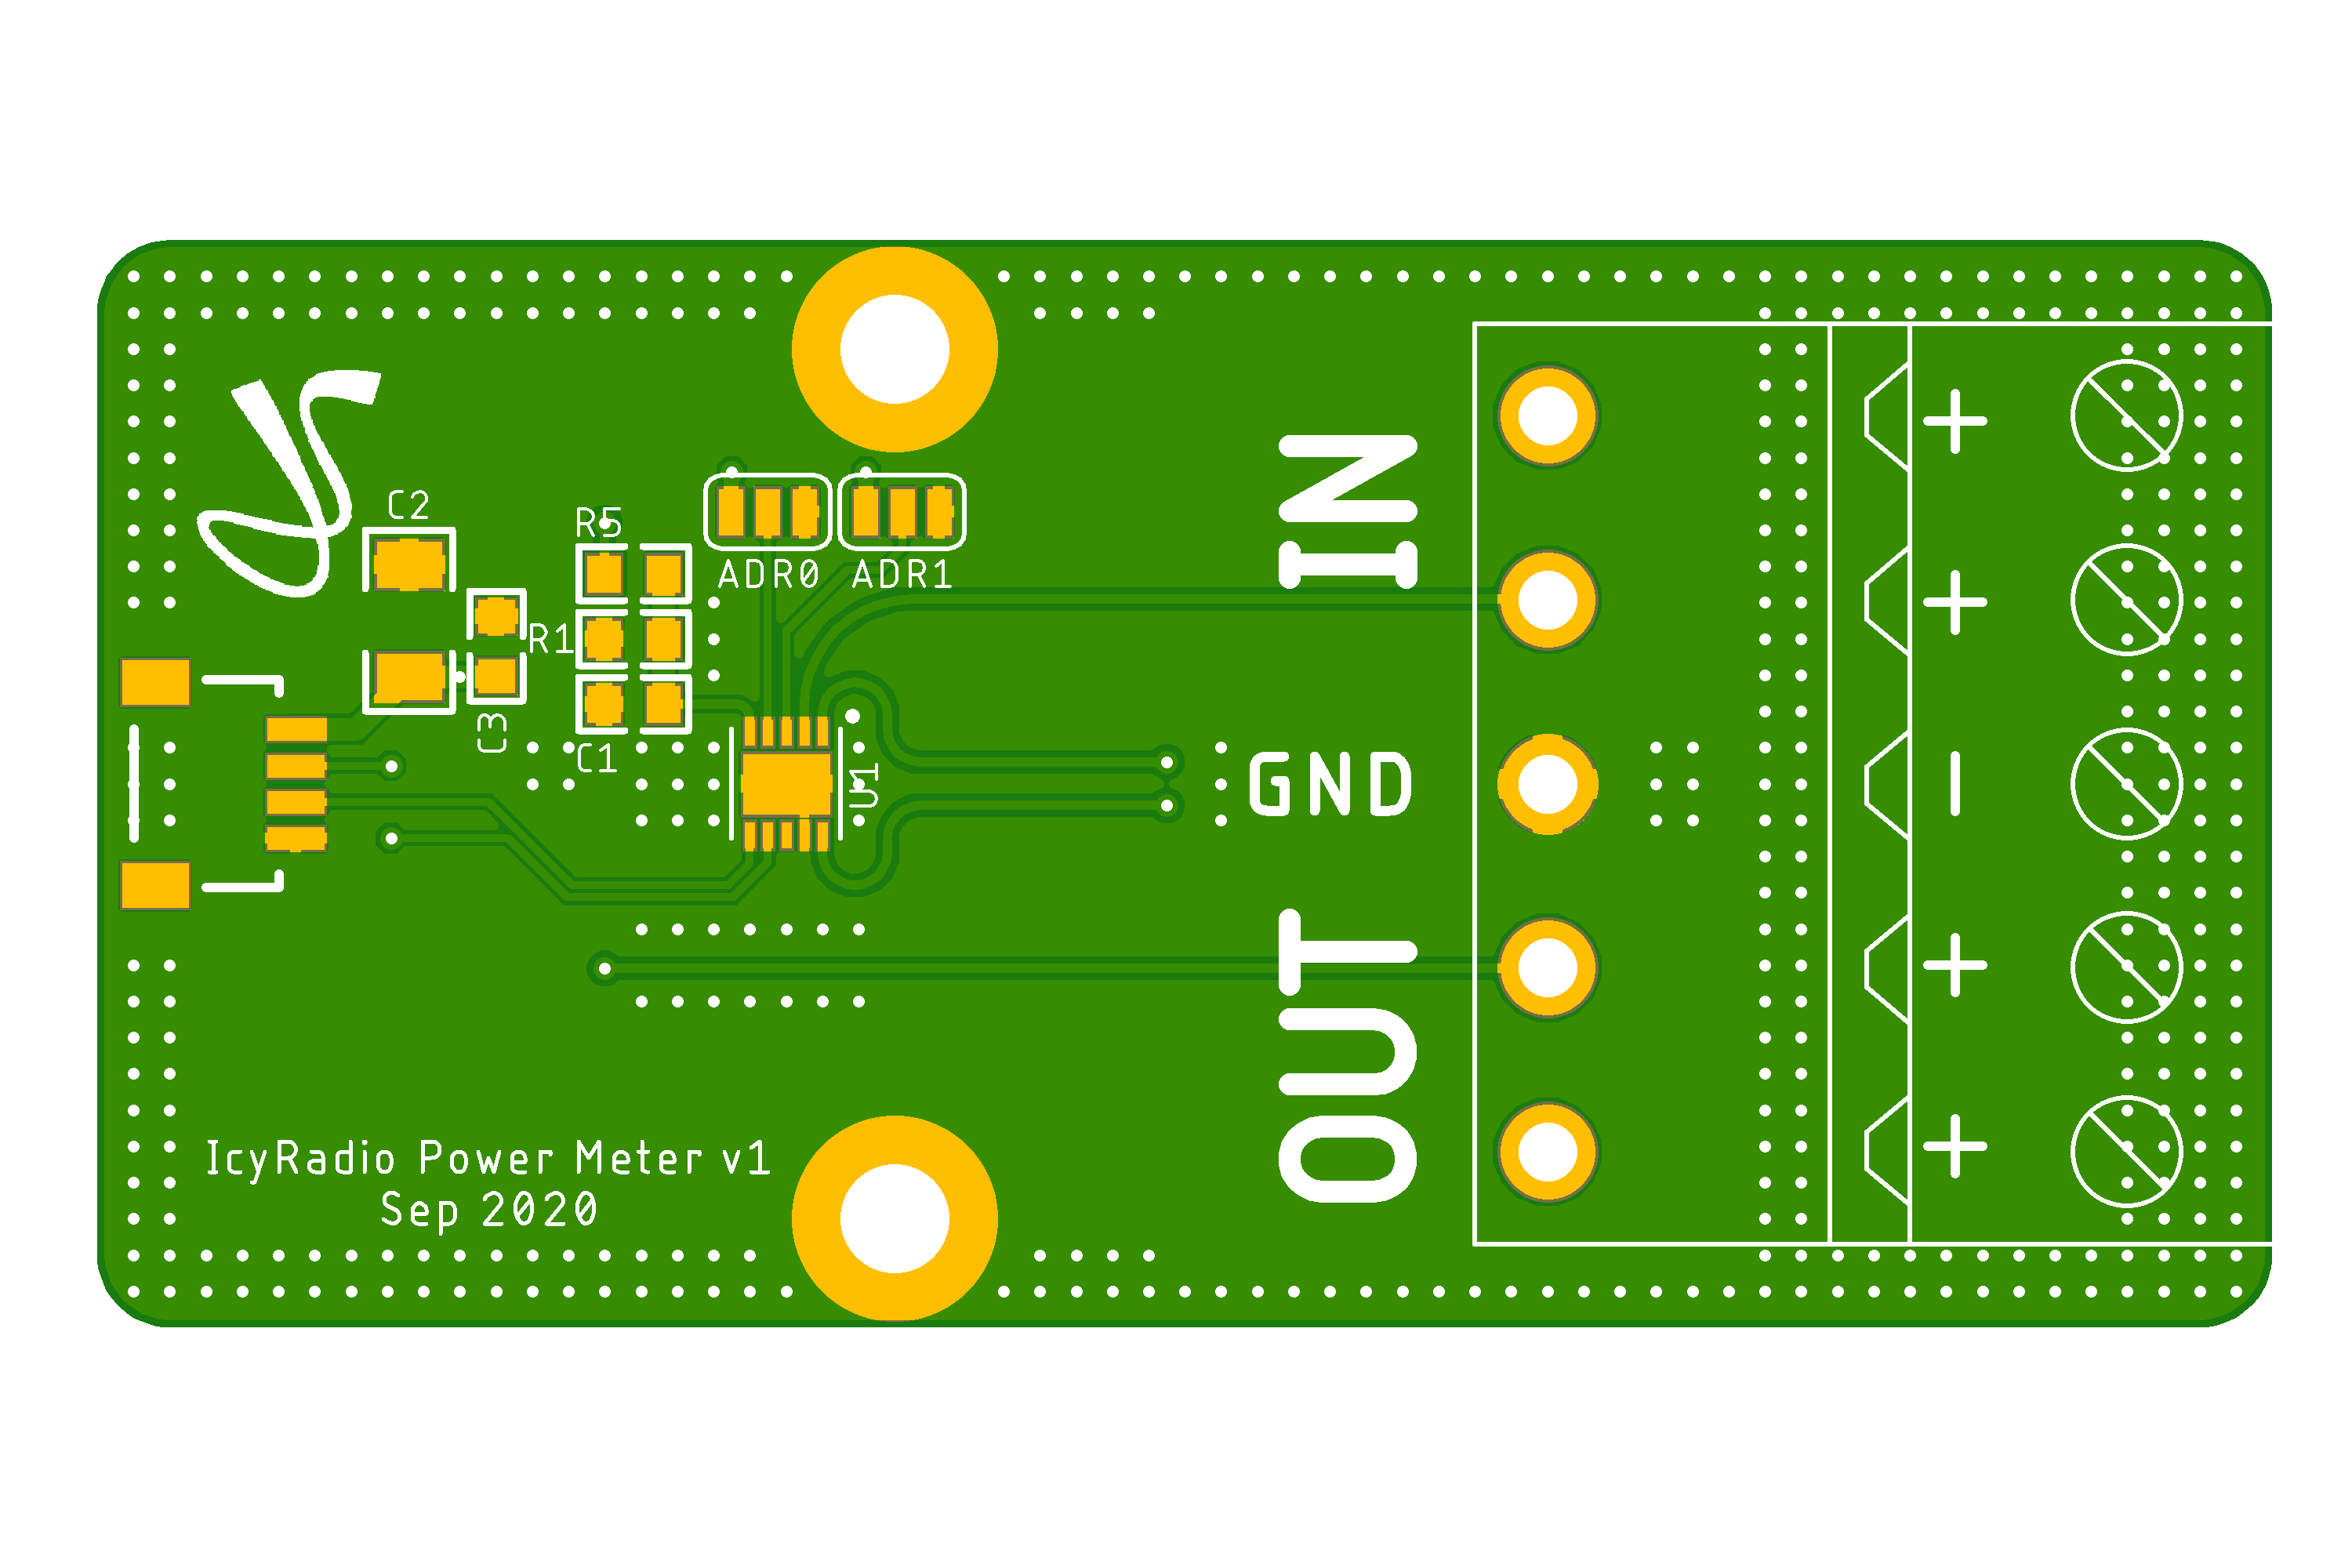 C2
R5
ADR0 ADR1
R1
C3
C1
U1
IN
+
+
GND
-
+
OUT
+
IcyRadio Power Meter v1
Sep 2020